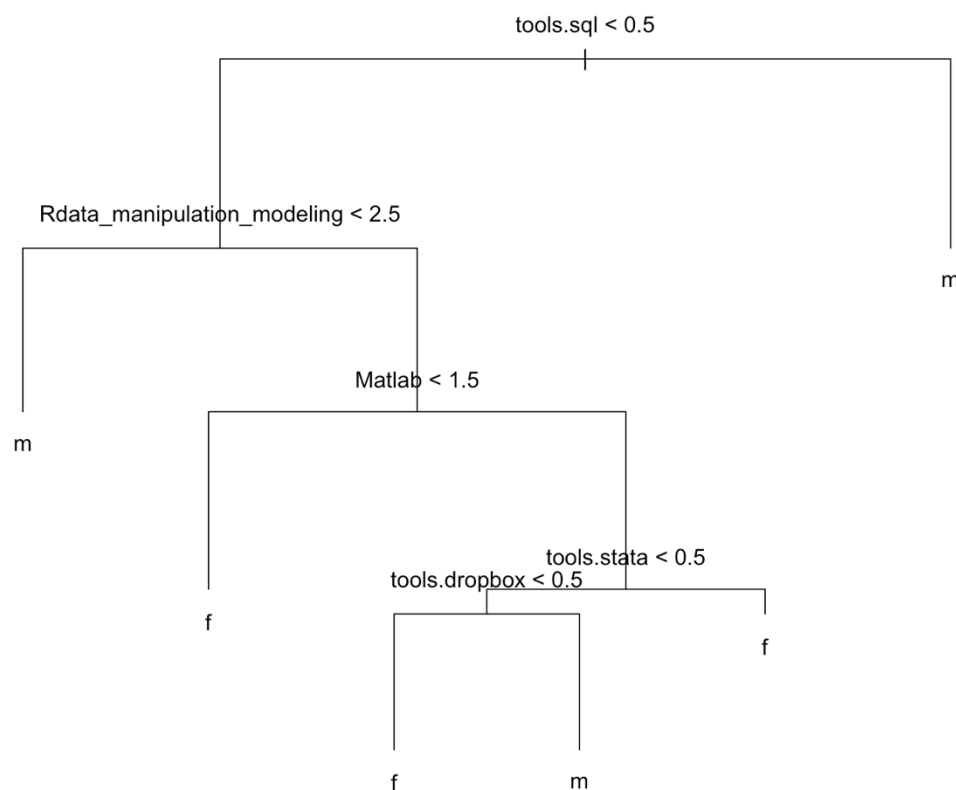 tools.sql < 0.5
Rdata_manipulation_modeling < 2.5
m
Matlab < 1.5
m
tools.stata < 0.5
tools.dropbox < 0.5
f
f
f
m